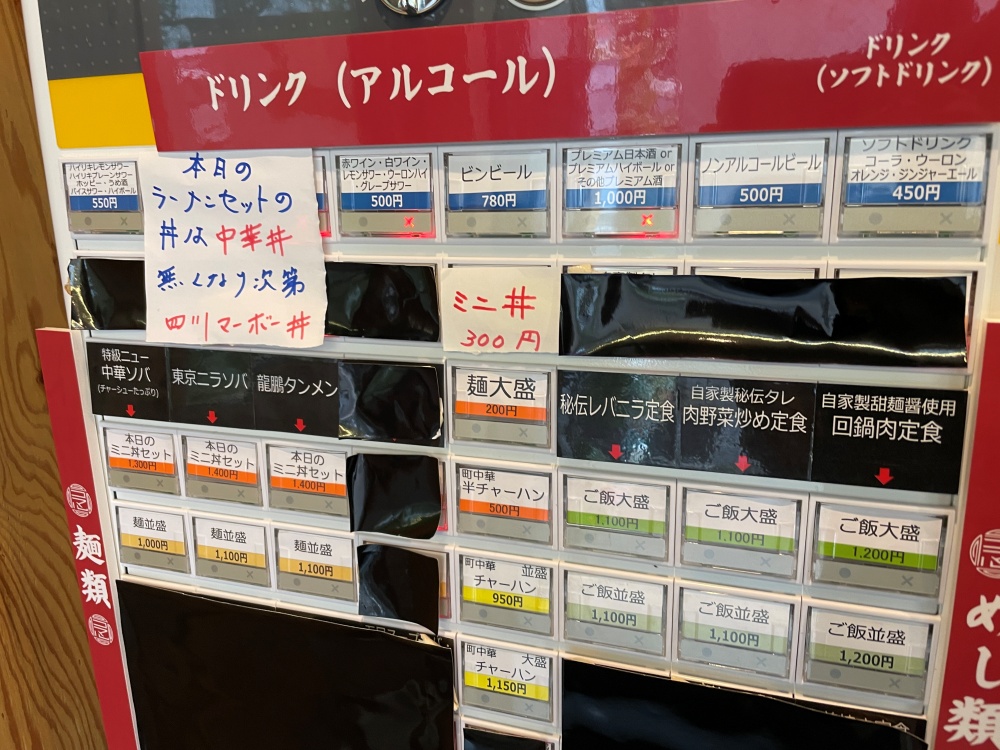 ドリンク（アルコール）
ドリンク
（ソフトドリンク）
ハイリキレモンサワー
ハイリキプレーンサワー
ホッピー・うめ酒
バイスサワー・ハイボール
550円
赤ワイン・白ワイン・
レモンサワー・ウーロンハイ
・グレープサワー
500円
ビンビール
780円
プレミアム日本酒 or
プレミアムハイボール or
その他プレミアム酒
1,000円
ノンアルコールビール
500円
ソフトドリンク
コーラ・ウーロン
オレンジ・ジンジャーエール
450円
本日の
ラーメンセットの
丼は中華丼
無くなり次第
四川マーボー丼
ミニ丼
300円
特級ニュー
中華ソバ
(チャーシューたっぷり)
東京ニラソバ
龍鵬タンメン
麺大盛
200円
秘伝レバニラ定食
自家製秘伝タレ
肉野菜炒め定食
自家製甜麺醤使用
回鍋肉定食
本日の
ミニ丼セット
1,300円
本日の
ミニ丼セット
1,400円
本日の
ミニ丼セット
1,400円
町中華
半チャーハン
500円
ご飯大盛
1,100円
ご飯大盛
1,100円
ご飯大盛
1,200円
麺並盛
1,000円
麺並盛
1,100円
麺並盛
1,100円
町中華 並盛
チャーハン
950円
ご飯並盛
1,100円
ご飯並盛
1,100円
ご飯並盛
1,200円
町中華 大盛
チャーハン
1,150円
麺類
めし類